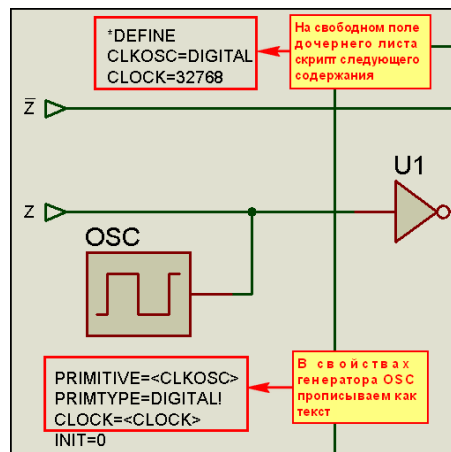 *DEFINE
CLKOSC=DIGITAL
CLOCK=32768
На свободном поле
дочернего листа
скрипт следующего
содержания
Z̅
Z
U1
OSC
PRIMITIVE=<CLKOSC>
PRIMTYPE=DIGITAL!
CLOCK=<CLOCK>
INIT=0
В свойствах
генератора OSC
прописываем как
текст